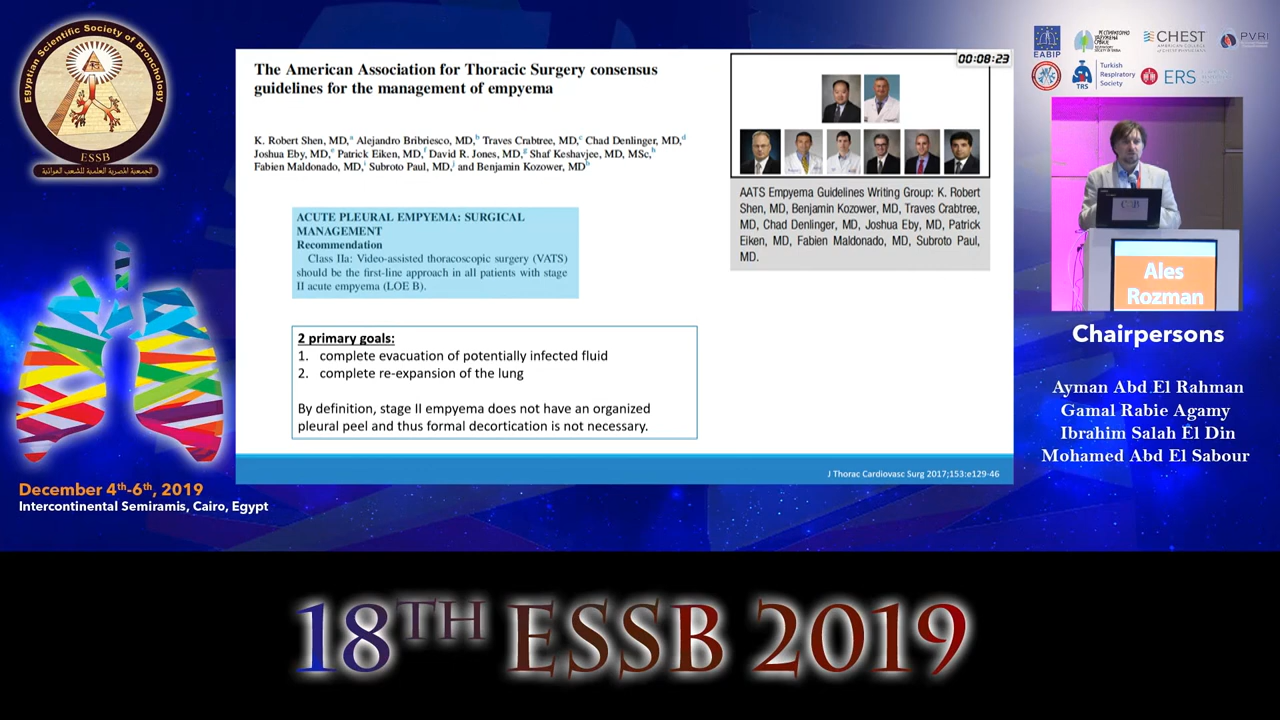 Egyptian Scientific Society of Bronchology
ESSB
الجمعية المصرية العلمية للشعب الهوائية
December 4th-6th, 2019
Intercontinental Semiramis, Cairo, Egypt
The American Association for Thoracic Surgery consensus
guidelines for the management of empyema
K. Robert Shen, MD,a Alejandro Bribriesco, MD,b Traves Crabtree, MD,c Chad Denlinger, MD,d
Joshua Eby, MD,e Patrick Eiken, MD,f David R. Jones, MD,g Shaf Keshavjee, MD, MSc,h
Fabien Maldonado, MD,i Subroto Paul, MD,j and Benjamin Kozower, MDb
ACUTE PLEURAL EMPYEMA: SURGICAL
MANAGEMENT
Recommendation
Class IIa: Video-assisted thoracoscopic surgery (VATS)
should be the first-line approach in all patients with stage
II acute empyema (LOE B).
2 primary goals:
1. complete evacuation of potentially infected fluid
2. complete re-expansion of the lung
By definition, stage II empyema does not have an organized
pleural peel and thus formal decortication is not necessary.
00:08:23
AATS Empyema Guidelines Writing Group: K. Robert
Shen, MD, Benjamin Kozower, MD, Traves Crabtree,
MD, Chad Denlinger, MD, Joshua Eby, MD, Patrick
Eiken, MD, Fabien Maldonado, MD, Subroto Paul,
MD.
J Thorac Cardiovasc Surg 2017;153:e129-46
EABIP
CHEST
PVRI
TRS
Turkish
Respiratory
Society
ERS
Ales
Rozman
Chairpersons
Ayman Abd El Rahman
Gamal Rabie Agamy
Ibrahim Salah El Din
Mohamed Abd El Sabour
18TH ESSB 2019